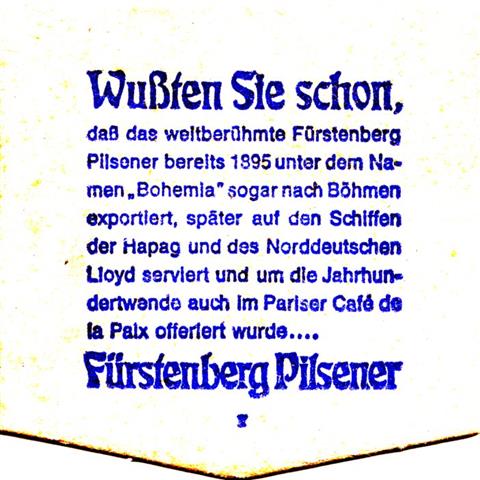 Wußten Sie schon,
daß das weltberühmte Fürstenberg
Pilsener bereits 1895 unter dem Na-
men „Bohemia" sogar nach Böhmen
exportiert, später auf den Schiffen
der Hapag und des Norddeutschen
Lloyd serviert und um die Jahrhun-
dertwende auch im Pariser Café de
la Paix offeriert wurde....
Fürstenberg Pilsener